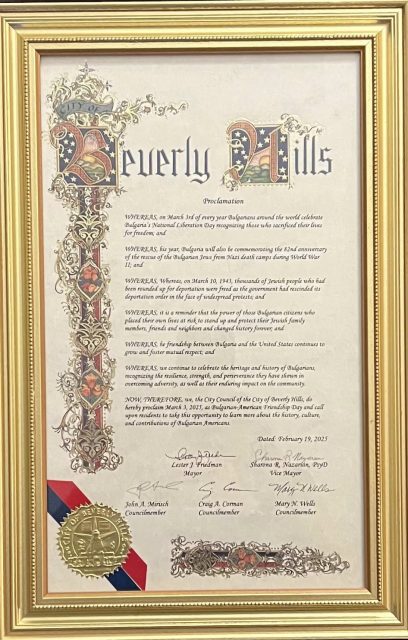 CITY OF
Beverly Hills
Proclamation
WHEREAS, on March 3rd of every year Bulgarians around the world celebrate
Bulgaria's National Liberation Day recognizing those who sacrificed their lives
for freedom; and
WHEREAS, his year, Bulgaria will also be commemorating the 82nd anniversary
of the rescue of the Bulgarian Jews from Nazi death camps during World War
II; and
WHEREAS, Whereto, on March 10, 1943, thousands of Jewish people who had
been rounded up for deportation were freed as the government had rescinded its
deportation order in the face of widespread protests; and
WHEREAS, it is a reminder that the power of those Bulgarian citizens who
placed their own lives at risk to stand up and protect their Jewish family
members, friends and neighbors and changed history forever; and
WHEREAS, he friendship between Bulgaria and the United States continues to
grow and foster mutual respect; and
WHEREAS, we continue to celebrate the heritage and history of Bulgarians,
recognizing the resilience, strength, and perseverance they have shown in
overcoming adversity, as well as their enduring impact on the community.
NOW, THEREFORE, we, the City Council of the City of Beverly Hills, do
hereby proclaim March 3, 2025, as Bulgarian-American Friendship Day and call
upon residents to take this opportunity to learn more about the history, culture,
and contributions of Bulgarian Americans.
Dated: February 19, 2025
Lester J. Friedman
Mayor
Sharona R. Nazarian, PsyD
Vice Mayor
Mary N Wells
John A. Mirisch
Councilmember
Craig A. Corman
Councilmember
Mary N. Wells
Councilmember